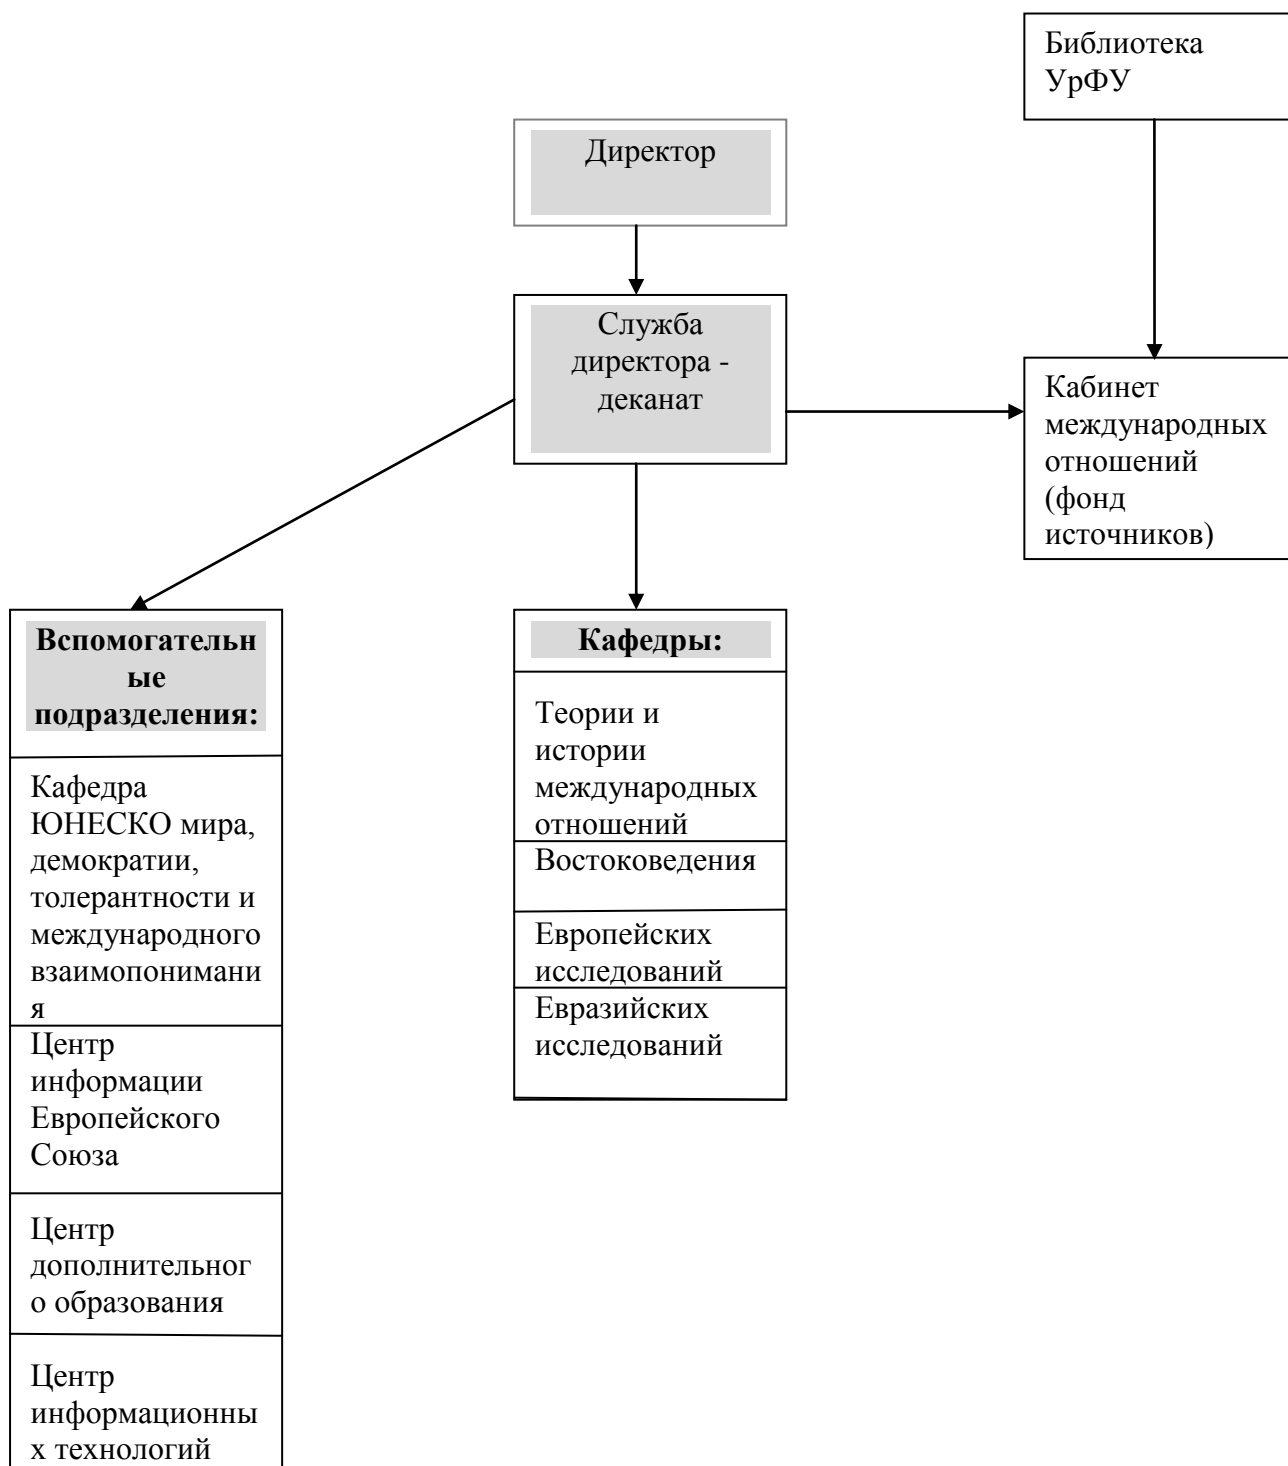 Библиотека
УрФУ
Директор
Служба
директора -
деканат
Кабинет
международных
отношений
(фонд
источников)
Вспомогательн
ые
подразделения:
Кафедра
ЮНЕСКО мира,
демократии,
толерантности и
международного
взаимопонимани
я
Центр
информации
Европейского
Союза
Центр
дополнительног
о образования
Центр
информационны
х технологий
Кафедры:
Теории и
истории
международных
отношений
Востоковедения
Европейских
исследований
Евразийских
исследований